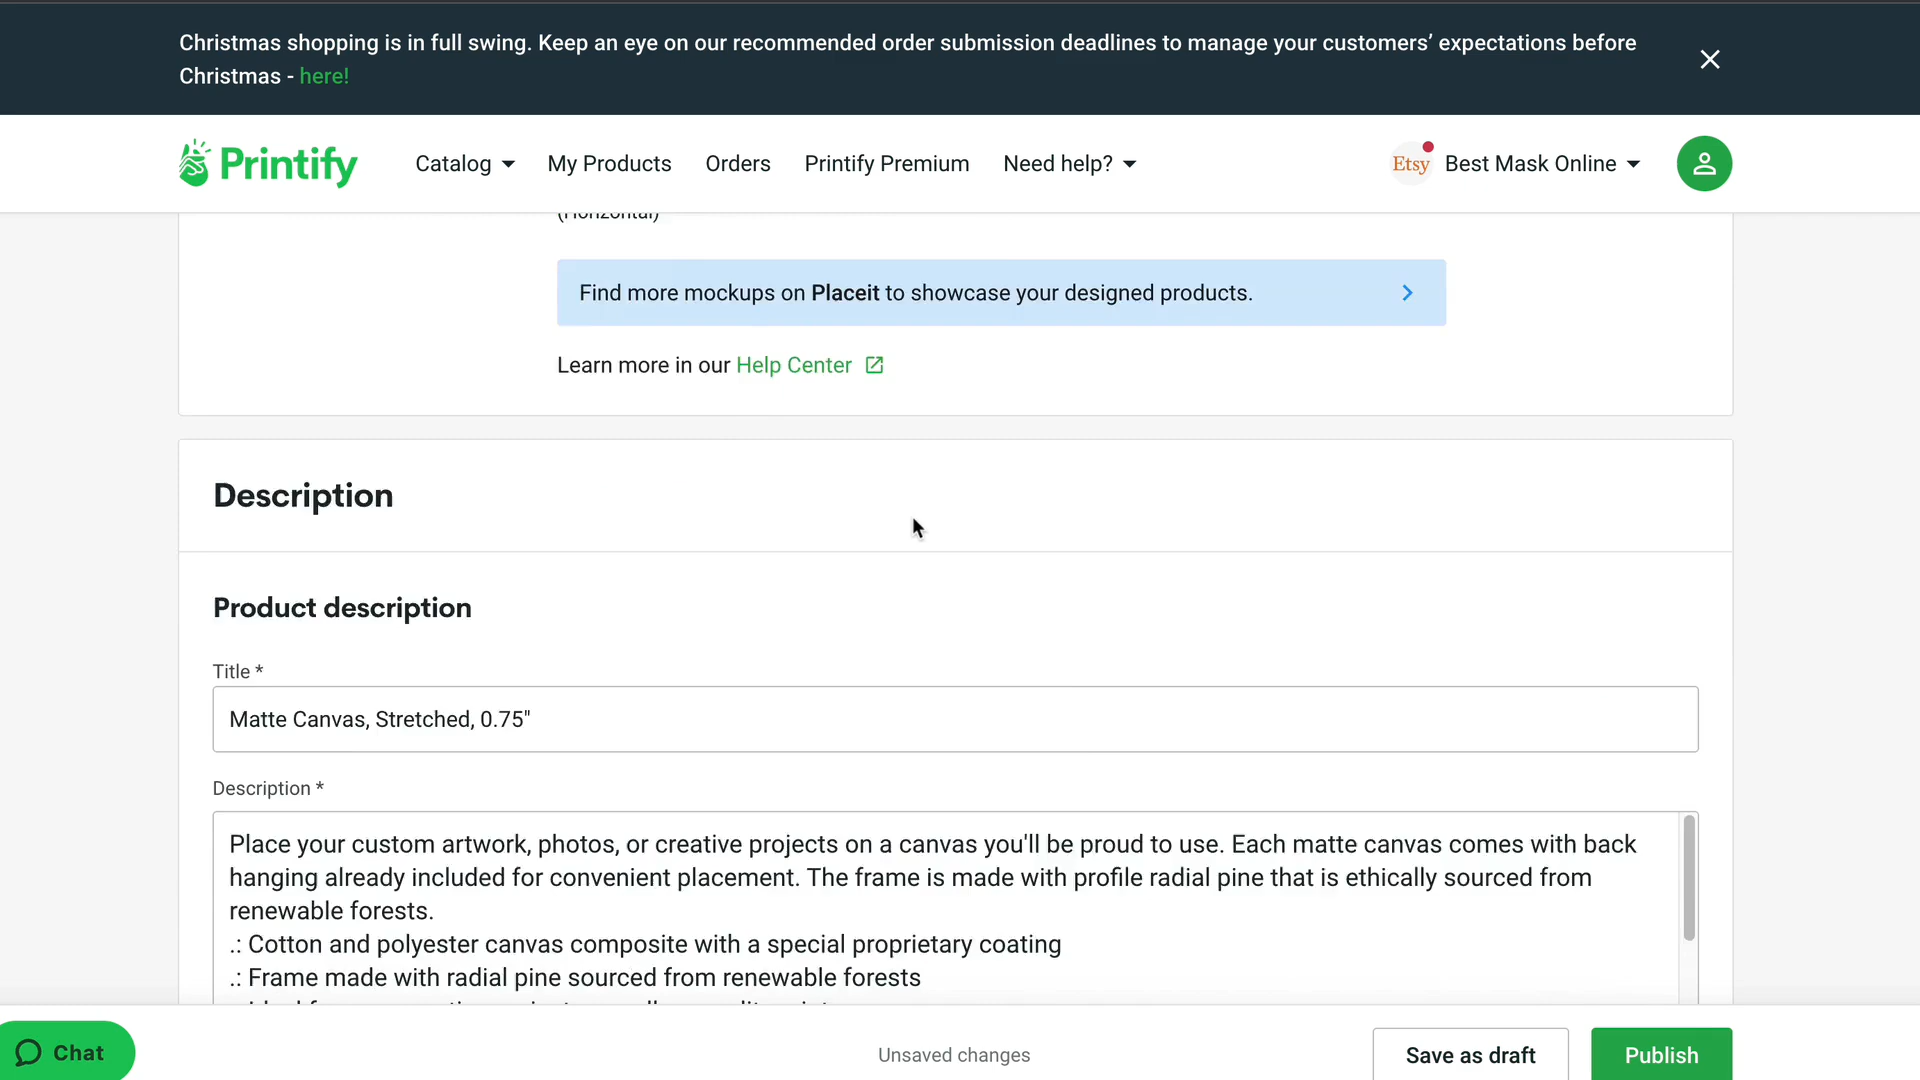 Christmas shopping is in full swing. Keep an eye on our recommended order submission deadlines to manage your customers’ expectations before
Christmas - here!
Printify
Catalog
My Products
Orders
Printify Premium
Need help?
Etsy
Best Mask Online
(Horizontal)
Find more mockups on Placeit to showcase your designed products.
Learn more in our Help Center
Description
Product description
Title *
Matte Canvas, Stretched, 0.75"
Description *
Place your custom artwork, photos, or creative projects on a canvas you'll be proud to use. Each matte canvas comes with back
hanging already included for convenient placement. The frame is made with profile radial pine that is ethically sourced from
renewable forests.
.: Cotton and polyester canvas composite with a special proprietary coating
.: Frame made with radial pine sourced from renewable forests
Chat
Unsaved changes
Save as draft
Publish